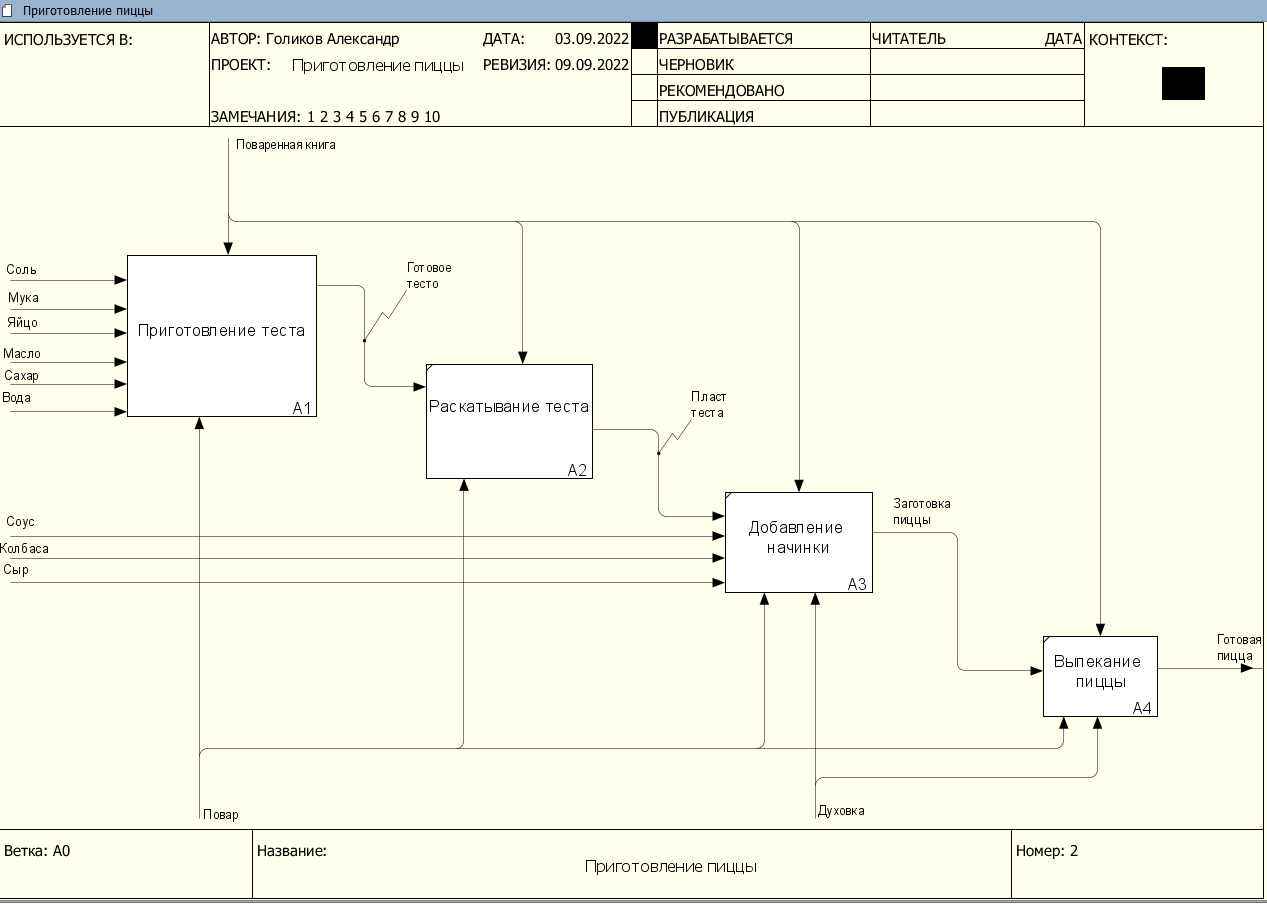 Приготовление пиццы
ИСПОЛЬЗУЕТСЯ В:
АВТОР: Голиков Александр
ДАТА: 03.09.2022
РАЗРАБАТЫВАЕТСЯ
ЧИТАТЕЛЬ
ДАТА
КОНТЕКСТ:
ПРОЕКТ: Приготовление пиццы
РЕВИЗИЯ: 09.09.2022
ЧЕРНОВИК
РЕКОМЕНДОВАНО
ЗАМЕЧАНИЯ: 1 2 3 4 5 6 7 8 9 10
ПУБЛИКАЦИЯ
Поваренная книга
Соль
Мука
Яйцо
Масло
Сахар
Вода
Приготовление теста
A1
Готовое
тесто
Раскатывание теста
A2
Пласт
теста
Соус
Колбаса
Сыр
Добавление
начинки
A3
Заготовка
пиццы
Выпекание
пиццы
A4
Готовая
пицца
Повар
Духовка
Ветка: A0
Название:
Приготовление пиццы
Номер: 2